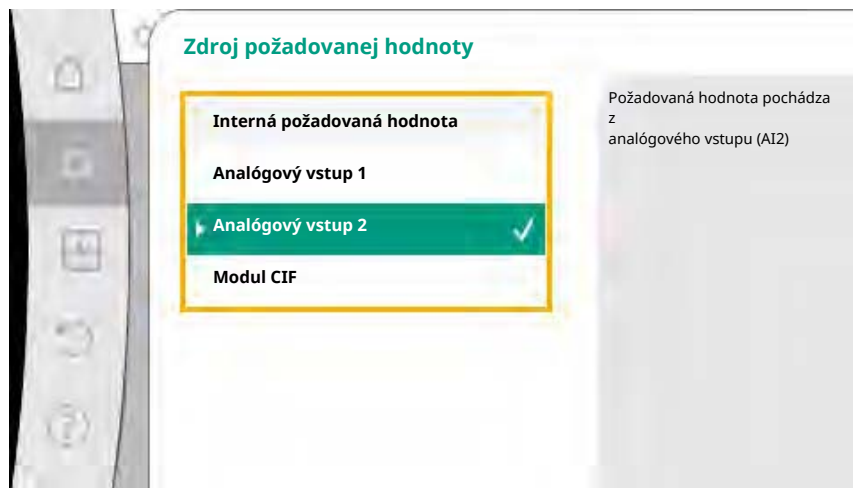 Zdroj požadovanej hodnoty
Interná požadovaná hodnota
Analógový vstup 1
Analógový vstup 2
Modul CIF
Požadovaná hodnota pochádza
z
analógového vstupu (AI2)